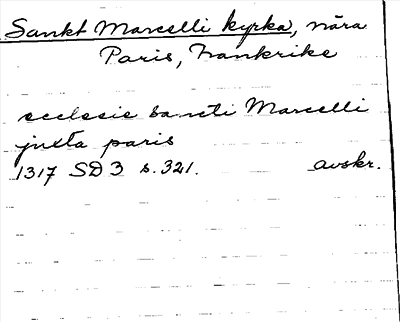 Sankt Marcelli kyrka, nära
Paris, Frankrike
ecclesie sancti Marcelli
juxta paris
1317 SD 3 s. 321. avskr.